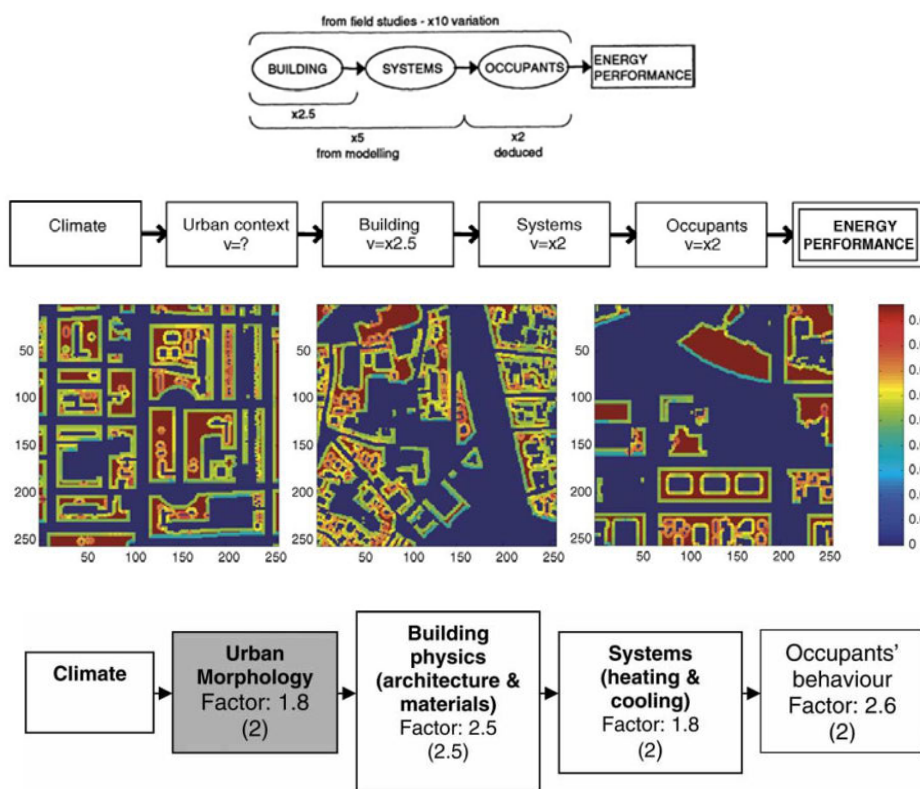 from field studies - x10 variation
BUILDING
SYSTEMS
OCCUPANTS
ENERGY
PERFORMANCE
x2.5
x5
from modelling
x2
deduced
Climate
Urban context
v=?
Building
v=x2.5
Systems
v=x2
Occupants
v=x2
ENERGY
PERFORMANCE
50
100
150
200
250
50 100 150 200 250
50
100
150
200
250
50 100 150 200 250
50
100
150
200
250
50 100 150 200 250
0
Climate
Urban
Morphology
Factor: 1.8
(2)
Building
physics
(architecture &
materials)
Factor: 2.5
(2.5)
Systems
(heating &
cooling)
Factor: 1.8
(2)
Occupants'
behaviour
Factor: 2.6
(2)